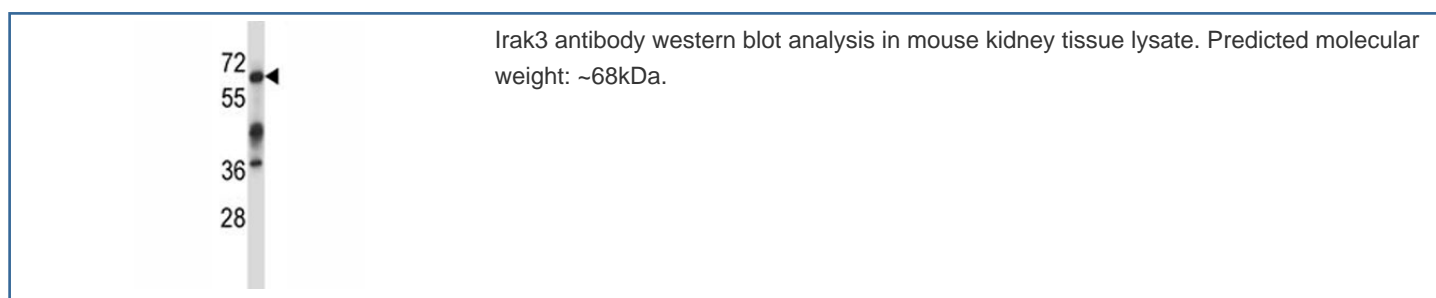 72
55
36
28
Irak3 antibody western blot analysis in mouse kidney tissue lysate. Predicted molecular
weight: ~68kDa.